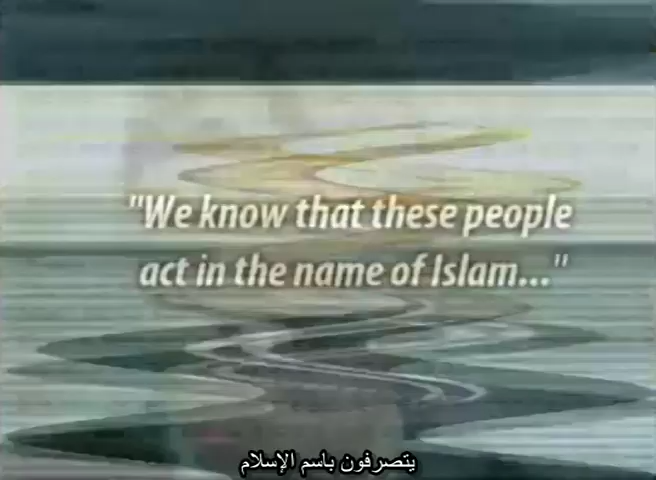 "We know that these people
act in the name of Islam..."
يتصرفون باسم الإسلام